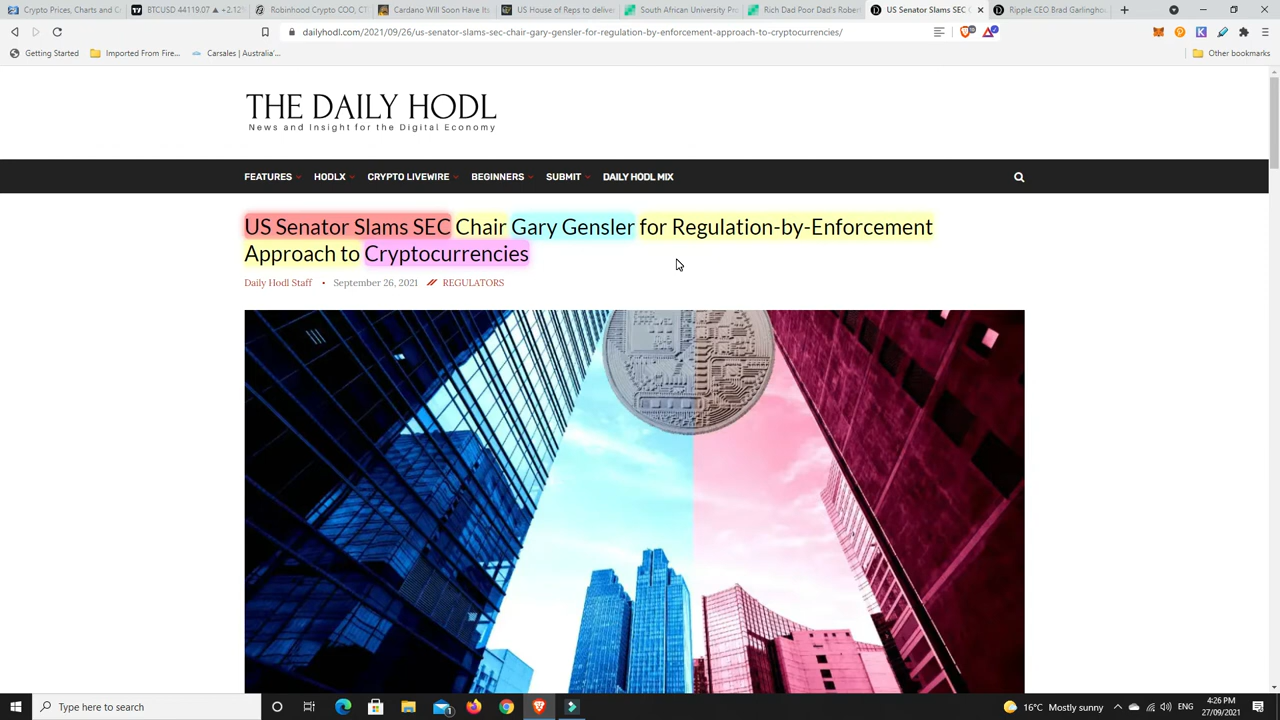 Crypto Prices, Charts and Cr
BTCUSD 44119.07 ▲ +2.12%
Robinhood Crypto COO, CT
Cardano Will Soon Have Its
US House of Reps to deliver
South African University Pro
Rich Dad Poor Dad's Robert
US Senator Slams SEC C
Ripple CEO Brad Garlingho
dailyhodl.com/2021/09/26/us-senator-slams-sec-chair-gary-gensler-for-regulation-by-enforcement-approach-to-cryptocurrencies/
Getting Started
Imported From Fire...
Carsales | Australia'...
Other bookmarks
THE DAILY HODL
News and Insight for the Digital Economy
FEATURES HODLX CRYPTO LIVEWIRE BEGINNERS SUBMIT DAILY HODL MIX
US Senator Slams SEC Chair Gary Gensler for Regulation-by-Enforcement
Approach to Cryptocurrencies
Daily Hodl Staff • September 26, 2021 REGULATORS
Type here to search
16°C Mostly sunny
ENG
4:26 PM
27/09/2021